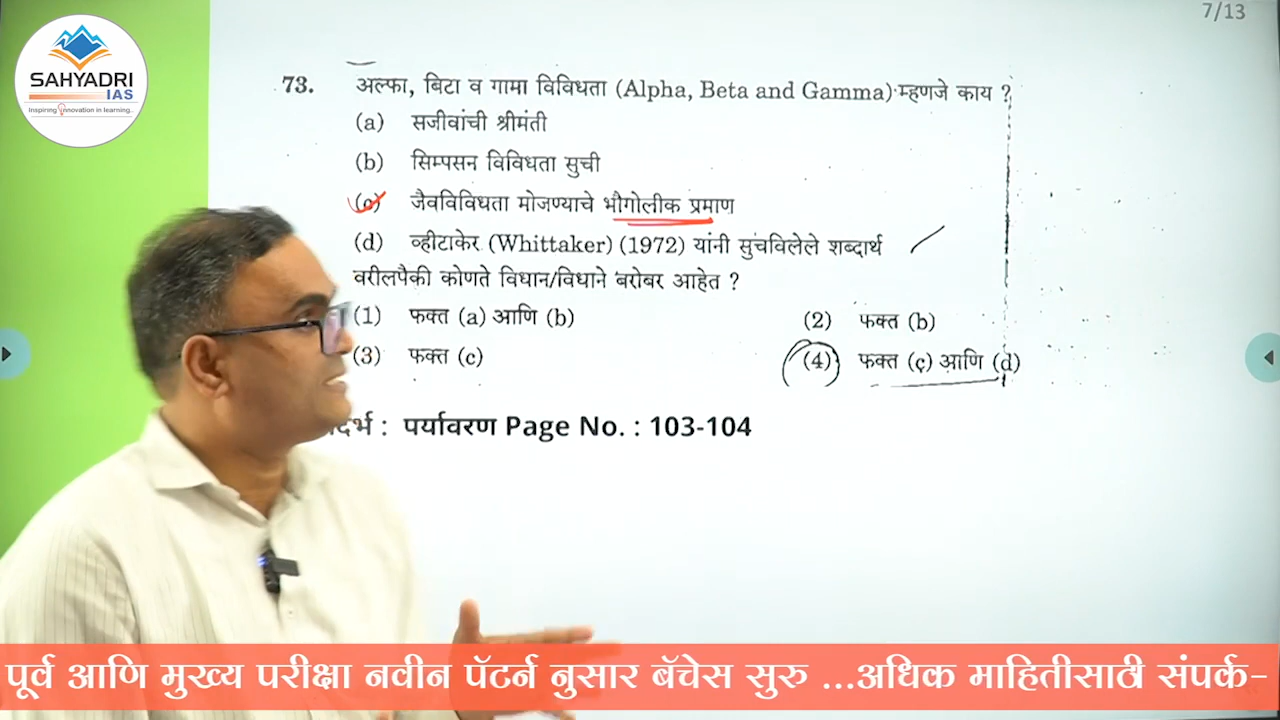 7/13
SAHYADRI
IAS
Inspiring Innovation in learning..
73. अल्फा, बिटा व गामा विविधता (Alpha, Beta and Gamma) म्हणजे काय ?
(a) सजीवांची श्रीमंती
(b) सिम्पसन विविधता सुची
(c) जैवविविधता मोजण्याचे भौगोलीक प्रमाण
(d) व्हीटाकेर (Whittaker) (1972) यांनी सुचविलेले शब्दार्थ
वरीलपैकी कोणते विधान/विधाने बरोबर आहेत ?
(1) फक्त (a) आणि (b) (2) फक्त (b)
(3) फक्त (c) (4) फक्त (c) आणि (d)
पर्यावरण Page No. : 103-104
पूर्व आणि मुख्य परीक्षा नवीन पॅटर्न नुसार बॅचेस सुरु ...अधिक माहितीसाठी संपर्क-